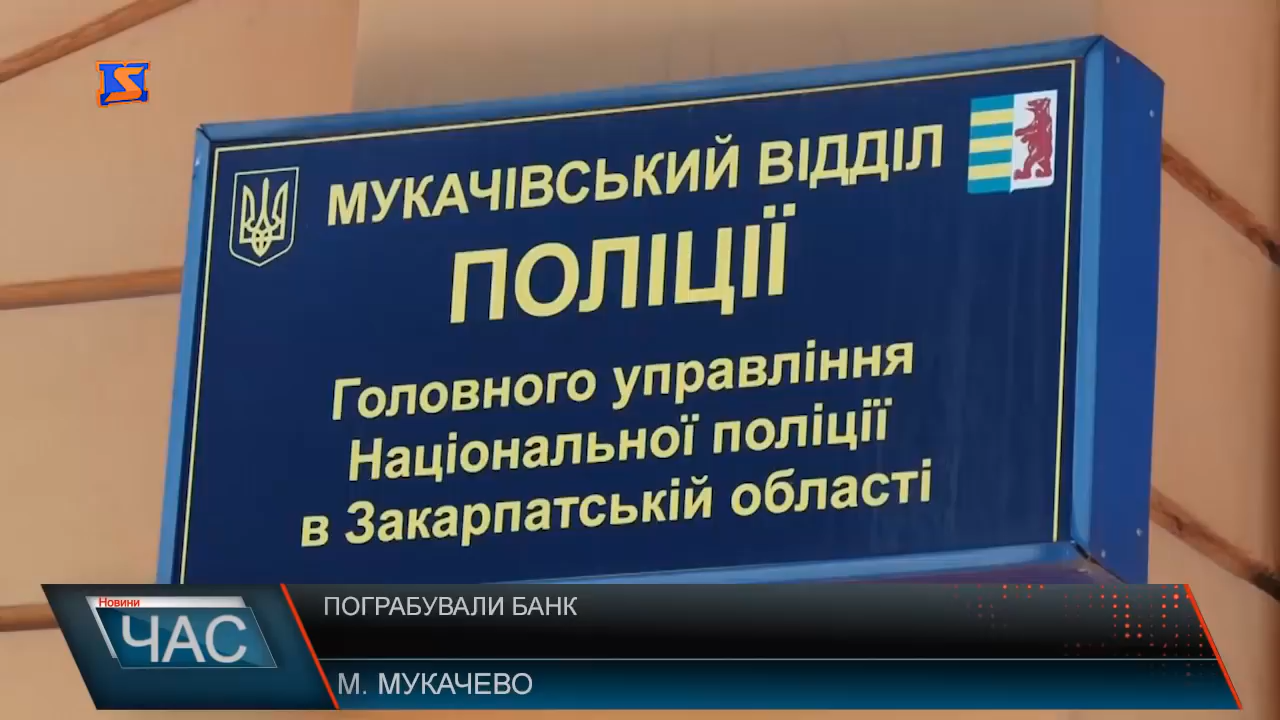 МУКАЧІВСЬКИЙ ВІДДІЛ
ПОЛІЦІЇ
Головного управління
Національної поліції
в Закарпатській області
Новини
ЧАС
ПОГРАБУВАЛИ БАНК
М. МУКАЧЕВО